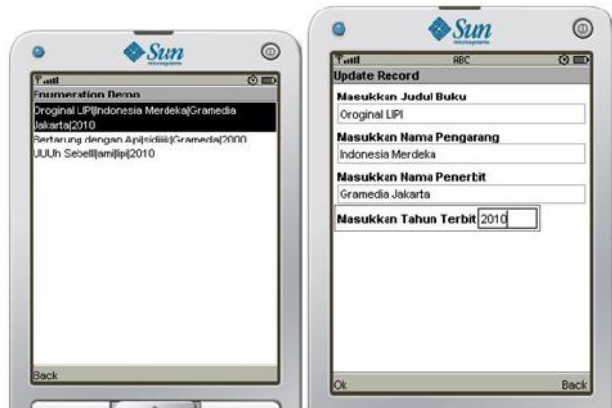 Sun
microsystems
Enumeration Demo
Oroginal LIPI|Indonesia Merdeka|Gramedia
Jakarta|2010
Bertarung dengan Api|sidiiiii|Gramedia|2000
UUUh Sebelll|ami|lipi|2010
Back
Sun
microsystems
ABC
Update Record
Masukkan Judul Buku
Oroginal LIPI
Masukkan Nama Pengarang
Indonesia Merdeka
Masukkan Nama Penerbit
Gramedia Jakarta
Masukkan Tahun Terbit 2010
Ok Back